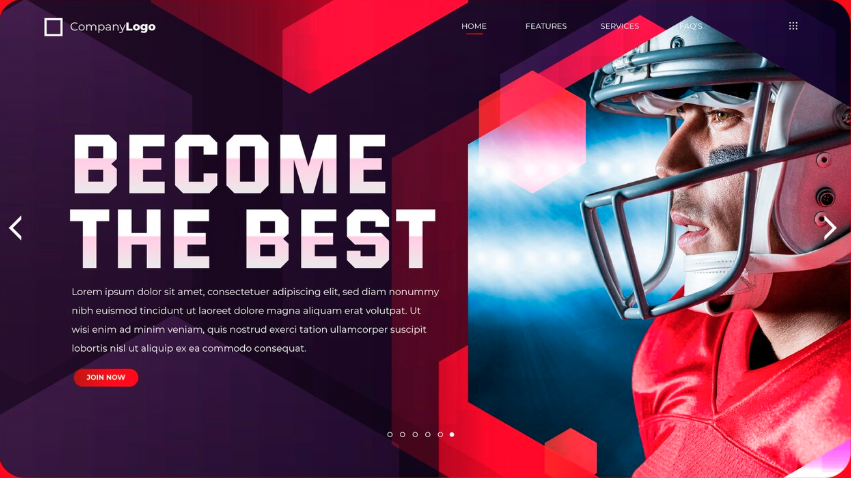 CompanyLogo
HOME FEATURES SERVICES FAQ'S
BECOME
THE BEST
Lorem ipsum dolor sit amet, consectetuer adipiscing elit, sed diam nonummy
nibh euismod tincidunt ut laoreet dolore magna aliquam erat volutpat. Ut
wisi enim ad minim veniam, quis nostrud exerci tation ullamcorper suscipit
lobortis nisl ut aliquip ex ea commodo consequat.
JOIN NOW